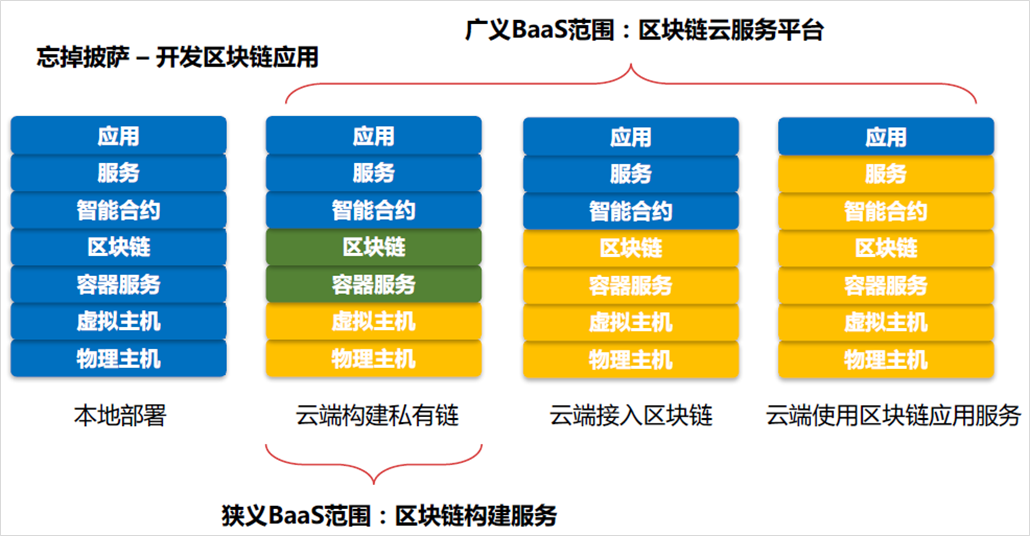 广义BaaS范围：区块链云服务平台
忘掉披萨 – 开发区块链应用
应用
服务
智能合约
区块链
容器服务
虚拟主机
物理主机
本地部署
应用
服务
智能合约
区块链
容器服务
虚拟主机
物理主机
云端构建私有链
应用
服务
智能合约
区块链
容器服务
虚拟主机
物理主机
云端接入区块链
应用
服务
智能合约
区块链
容器服务
虚拟主机
物理主机
云端使用区块链应用服务
狭义BaaS范围：区块链构建服务